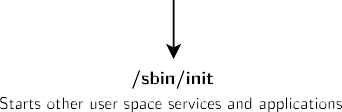 /sbin/init
Starts other user space services and applications